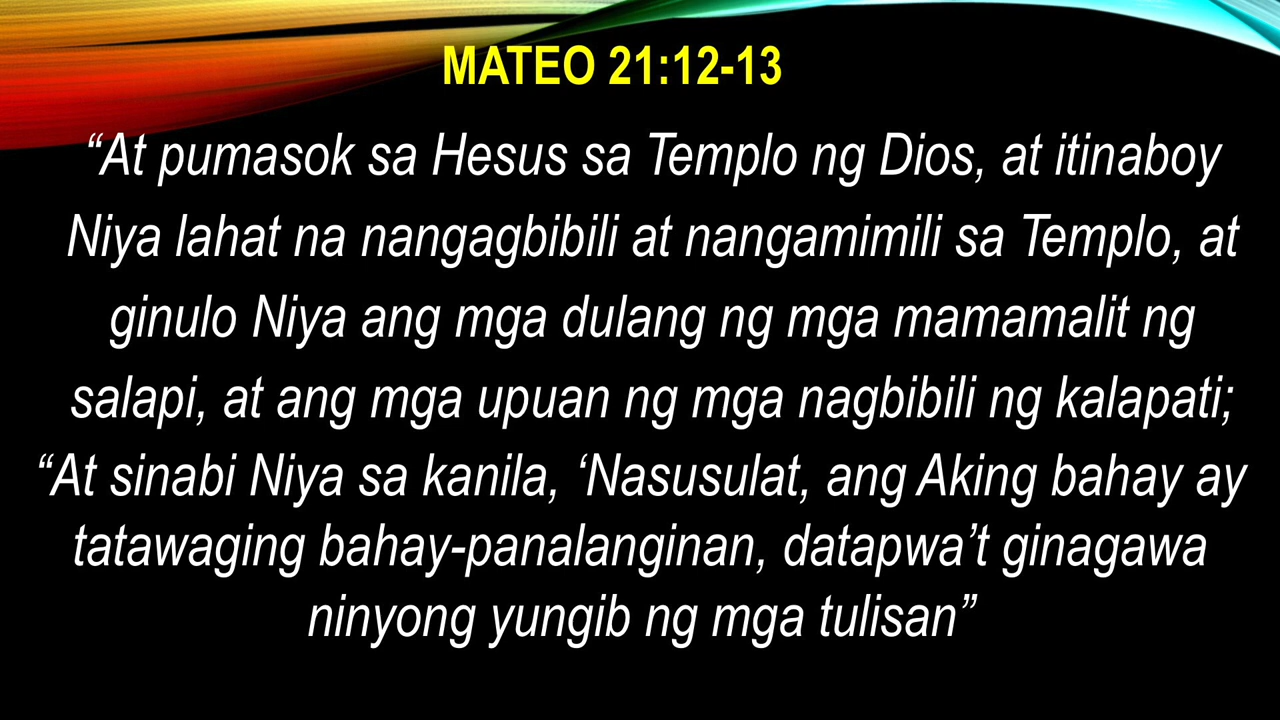 MATEO 21:12-13
“At pumasok sa Hesus sa Templo ng Dios, at itinaboy
Niya lahat na nangagbibili at nangamimili sa Templo, at
ginulo Niya ang mga dulang ng mga mamamalit ng
salapi, at ang mga upuan ng mga nagbibili ng kalapati;
“At sinabi Niya sa kanila, ‘Nasusulat, ang Aking bahay ay
tatawaging bahay-panalanginan, datapwa’t ginagawa
ninyong yungib ng mga tulisan”